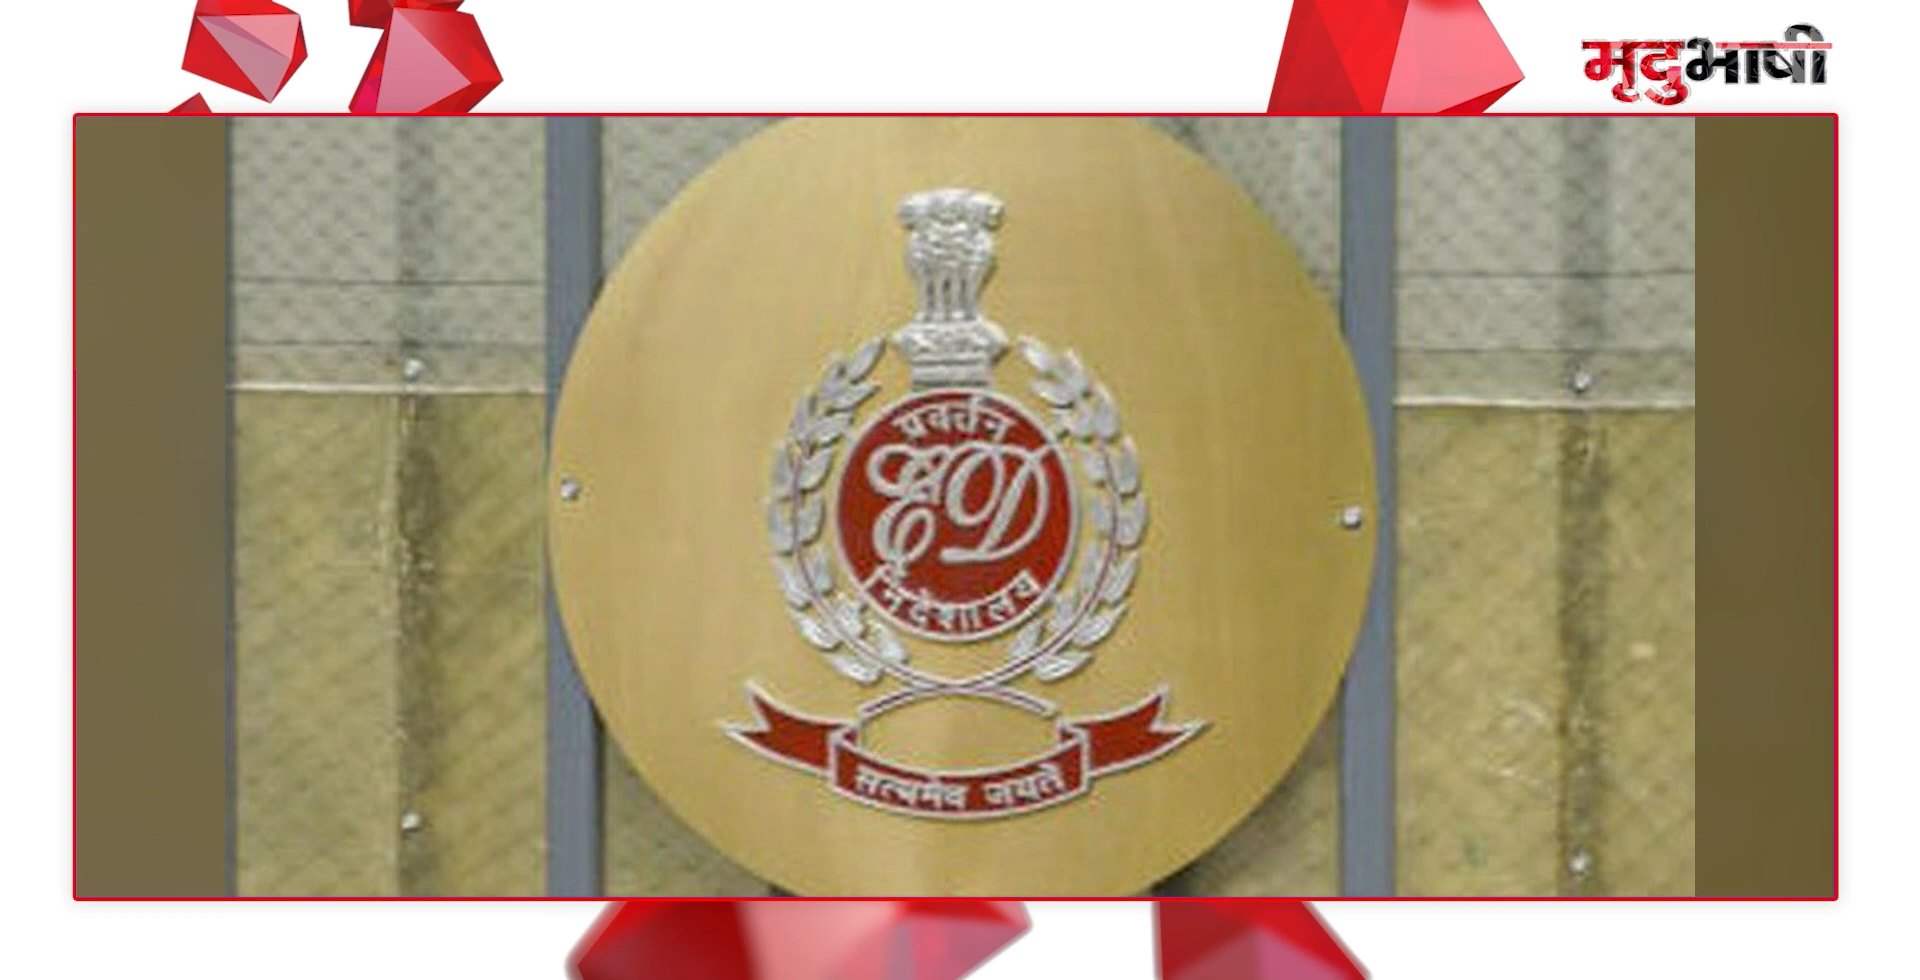 मृदुभाषी
प्रवर्तन
ED
निदेशालय
सत्यमेव जयते